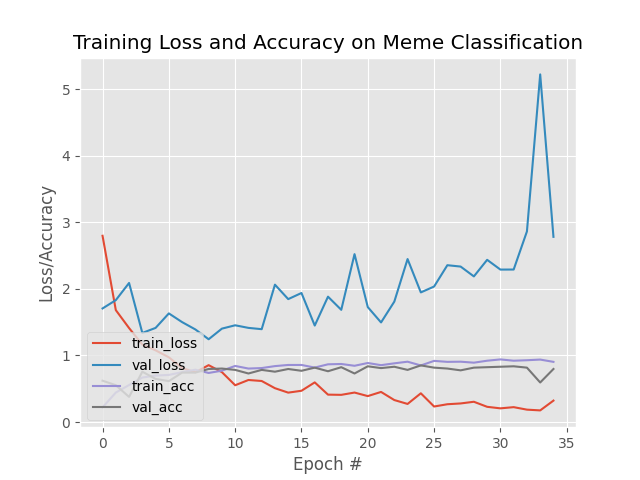 Training Loss and Accuracy on Meme Classification
Loss/Accuracy
5
4
3
2
1
0
train_loss
val_loss
train_acc
val_acc
0 5 10 15 20 25 30 35
Epoch #